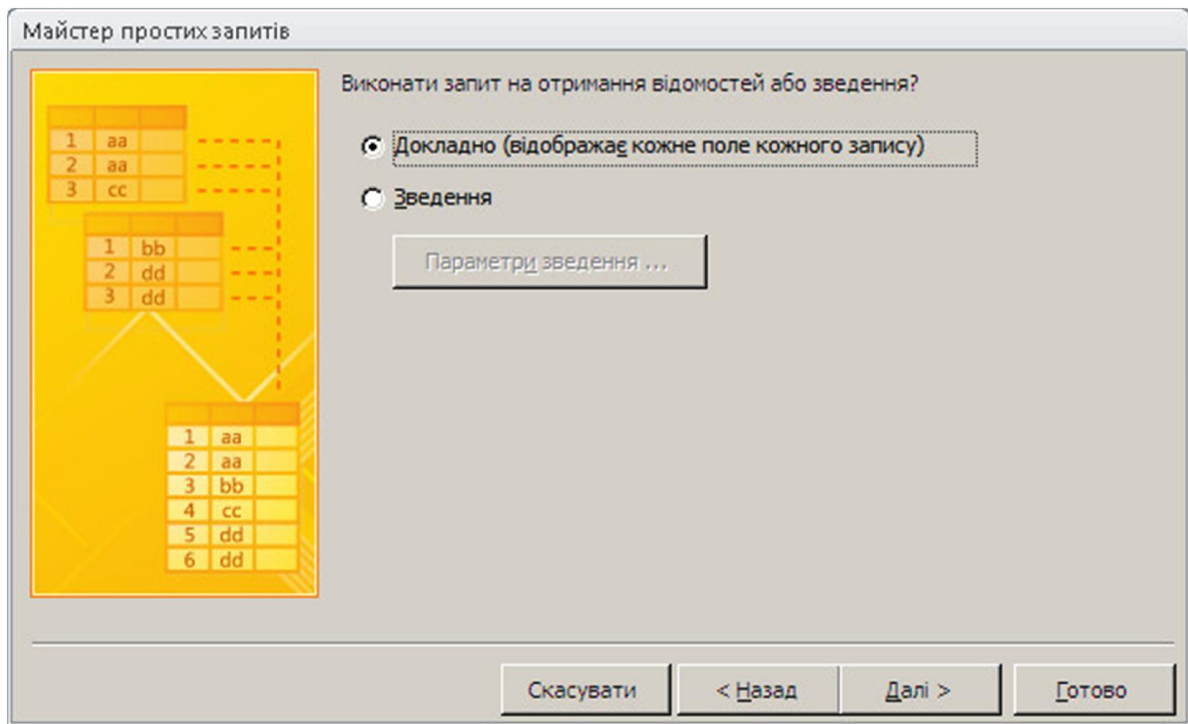 Майстер простих запитів
Виконати запит на отримання відомостей або зведення?
Докладно (відображає кожне поле кожного запису)
Зведення
Параметри зведення ...
1 aa
2 aa
3 cc
1 bb
2 dd
3 dd
1 aa
2 aa
3 bb
4 cc
5 dd
6 dd
Скасувати
< Назад
Далі >
Готово